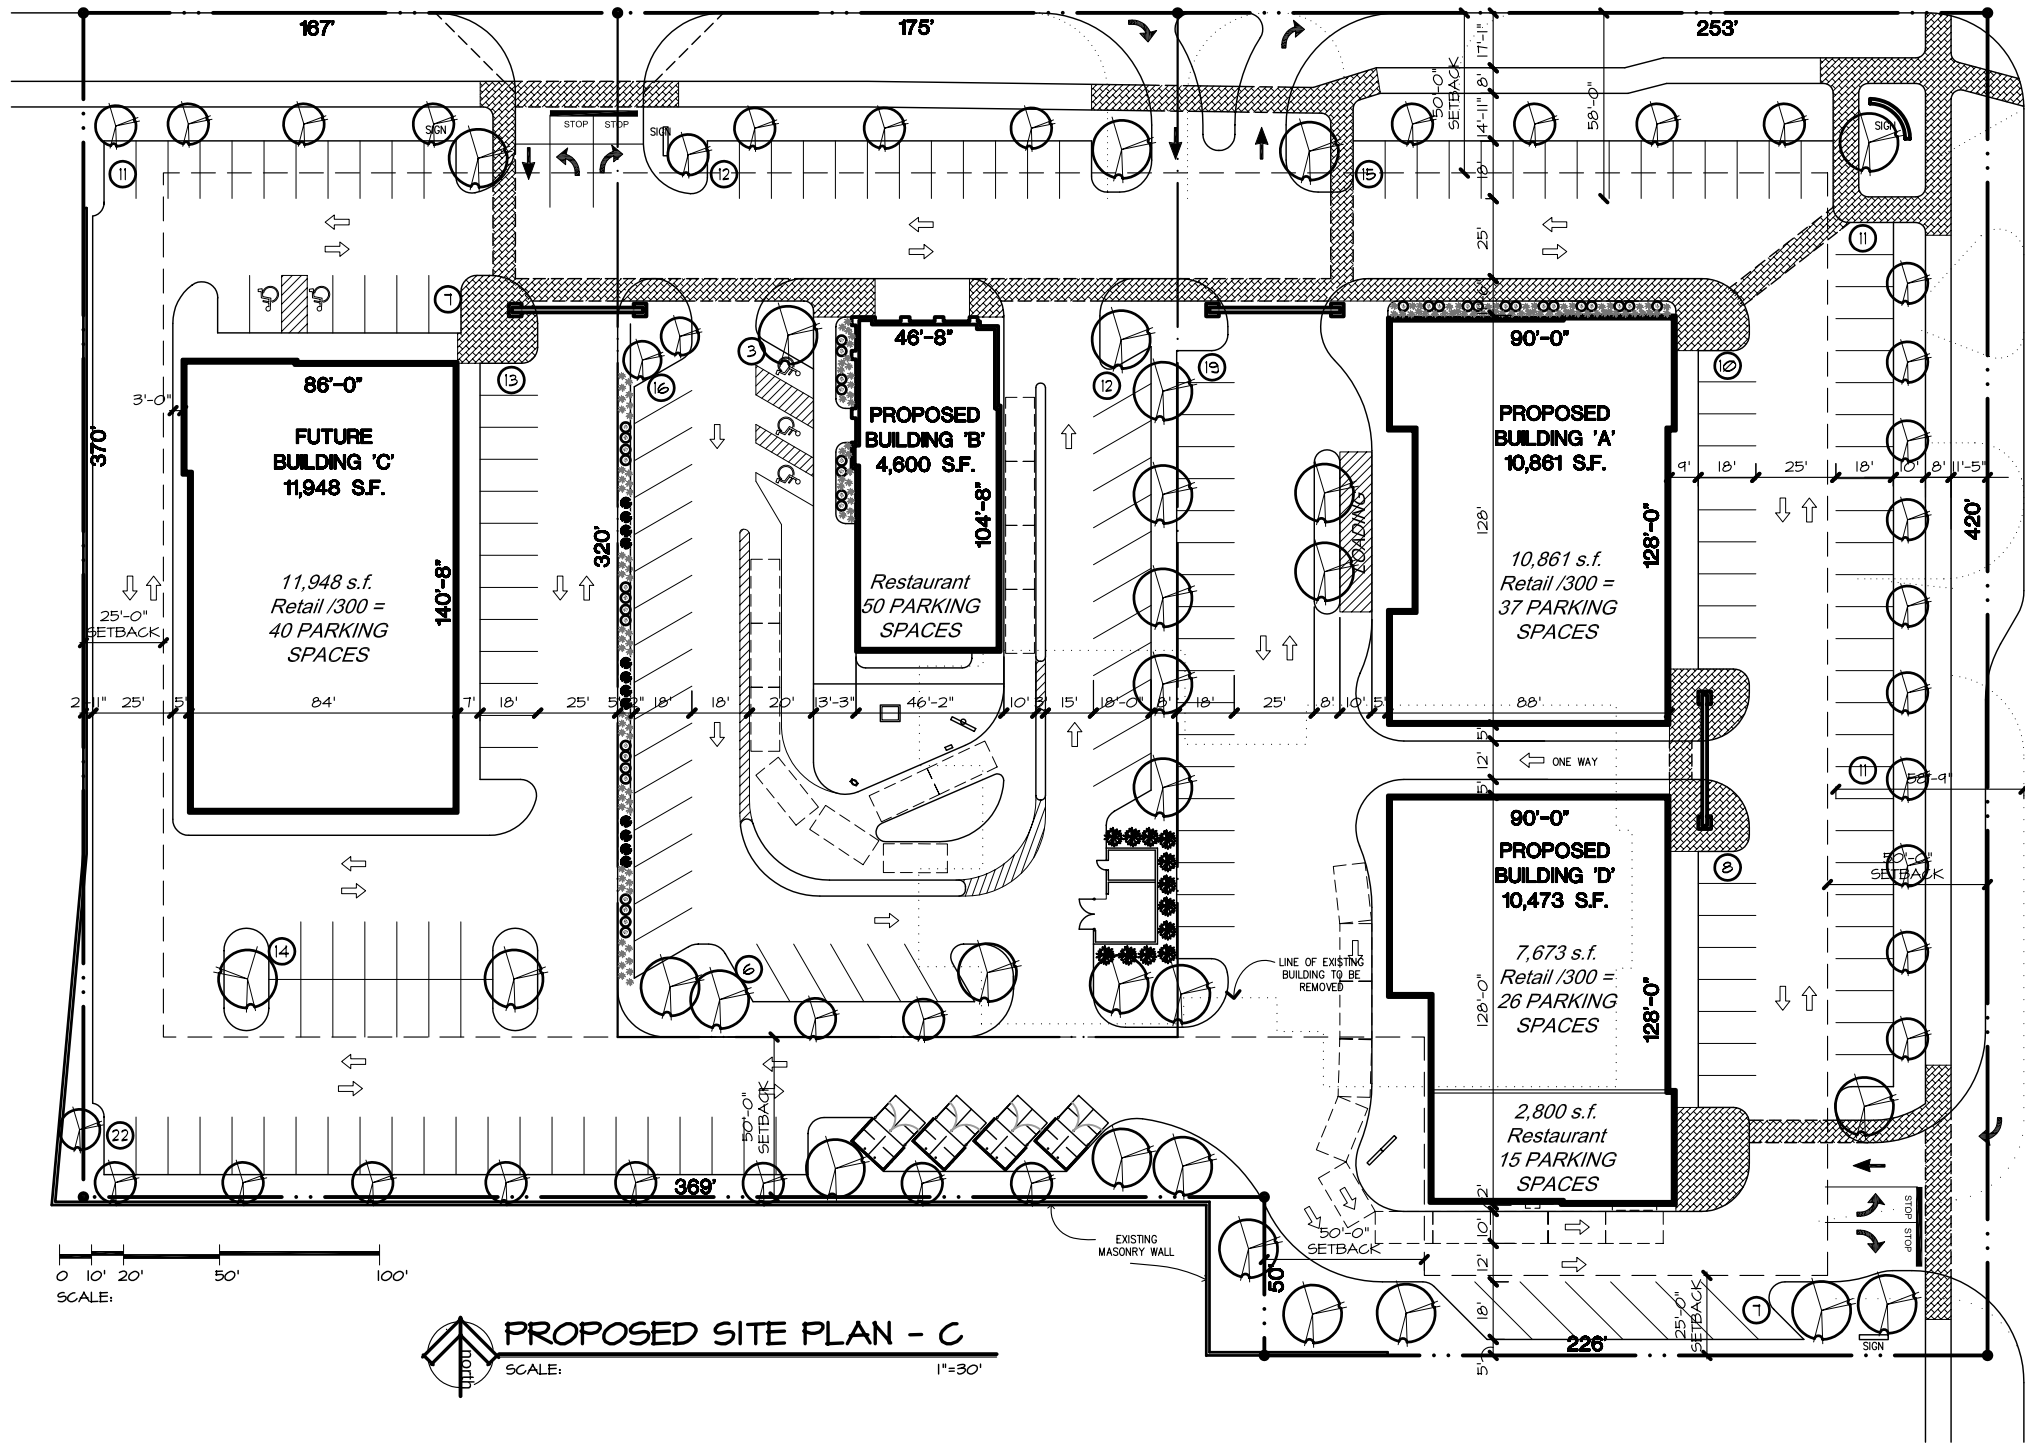 167'
175'
253'
17'-1"
8'
14'-11"
18'
50'-0"
SETBACK
58'-0"
STOP
STOP
SIGN
SIGN
SIGN
11
12
15
11
25'
7
13
16
3
12
19
10
86'-0"
46'-8"
90'-0"
3'-0"
370'
FUTURE
BUILDING 'C'
11,948 S.F.
PROPOSED
BUILDING 'B'
4,600 S.F.
PROPOSED
BUILDING 'A'
10,861 S.F.
9'
18'
25'
18'
10'
8'
11'-5"
104'-8"
320'
128'
LOADING
128'-0"
420'
11,948 s.f.
Retail /300 =
40 PARKING
SPACES
140'-8"
Restaurant
50 PARKING
SPACES
10,861 s.f.
Retail /300 =
37 PARKING
SPACES
25'-0"
SETBACK
25'
5'
84'
7'
18'
25'
18'
18'
20'
13'-3"
46'-2"
10'
15'
18'-0"
8'
18'
25'
8'
10'
5'
88'
5'
12'
5'
ONE WAY
11
58'-9"
90'-0"
PROPOSED
BUILDING 'D'
10,473 S.F.
8
50'-0"
SETBACK
14
6
LINE OF EXISTING
BUILDING TO BE
REMOVED
7,673 s.f.
Retail /300 =
26 PARKING
SPACES
128'-0"
128'-0"
50'-0"
SETBACK
22
2,800 s.f.
Restaurant
15 PARKING
SPACES
369'
2'
10'
12'
18'
5'
STOP
STOP
EXISTING
MASONRY WALL
50'-0"
SETBACK
50'
25'-0"
SETBACK
7
226'
SIGN
0 10' 20' 50' 100'
SCALE:
north
PROPOSED SITE PLAN - C
SCALE: 1"=30'